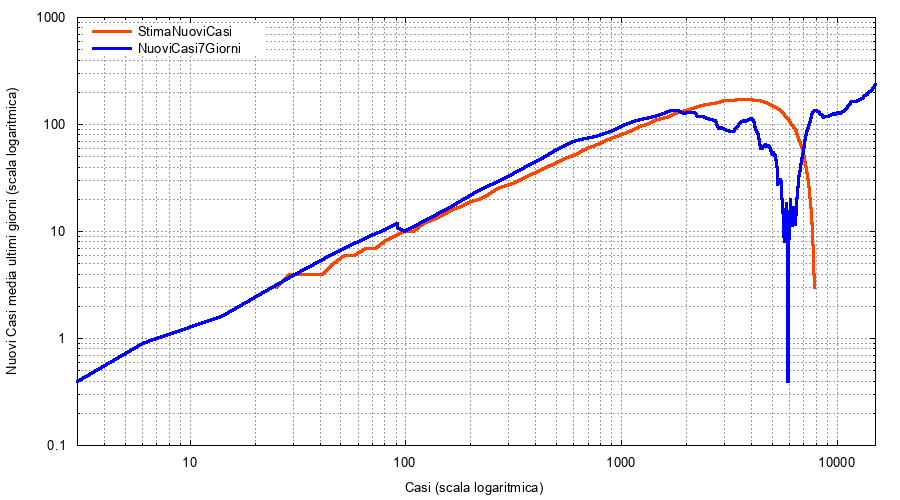 1000
StimaNuoviCasi
NuoviCasi7Giorni
100
10
1
0.1
Nuovi Casi media ultimi giorni (scala logaritmica)
10
100
1000
10000
Casi (scala logaritmica)